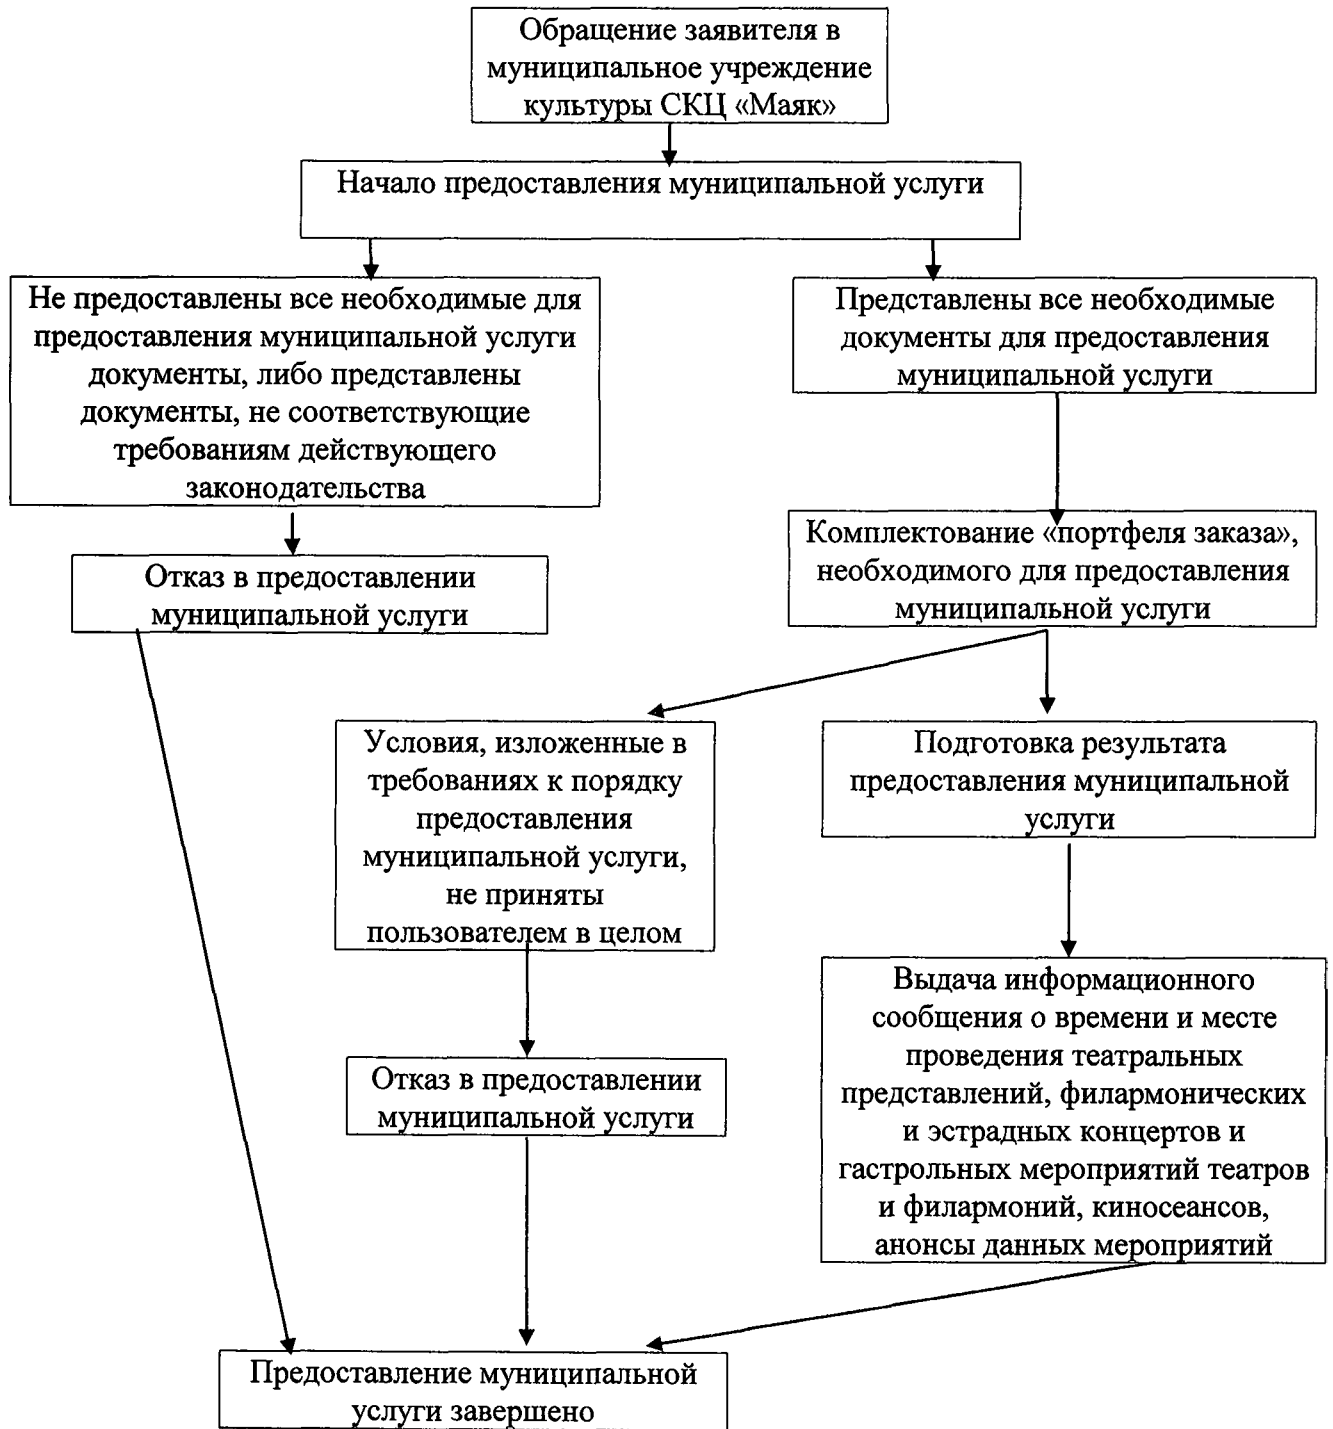 Обращение заявителя в
муниципальное учреждение
культуры СКЦ «Маяк»
Начало предоставления муниципальной услуги
Не предоставлены все необходимые для
предоставления муниципальной услуги
документы, либо представлены
документы, не соответствующие
требованиям действующего
законодательства
Представлены все необходимые
документы для предоставления
муниципальной услуги
Отказ в предоставлении
муниципальной услуги
Комплектование «портфеля заказа»,
необходимого для предоставления
муниципальной услуги
Условия, изложенные в
требованиях к порядку
предоставления
муниципальной услуги,
не приняты
пользователем в целом
Подготовка результата
предоставления муниципальной
услуги
Отказ в предоставлении
муниципальной услуги
Выдача информационного
сообщения о времени и месте
проведения театральных
представлений, филармонических
и эстрадных концертов и
гастрольных мероприятий театров
и филармоний, киносеансов,
анонсы данных мероприятий
Предоставление муниципальной
услуги завершено